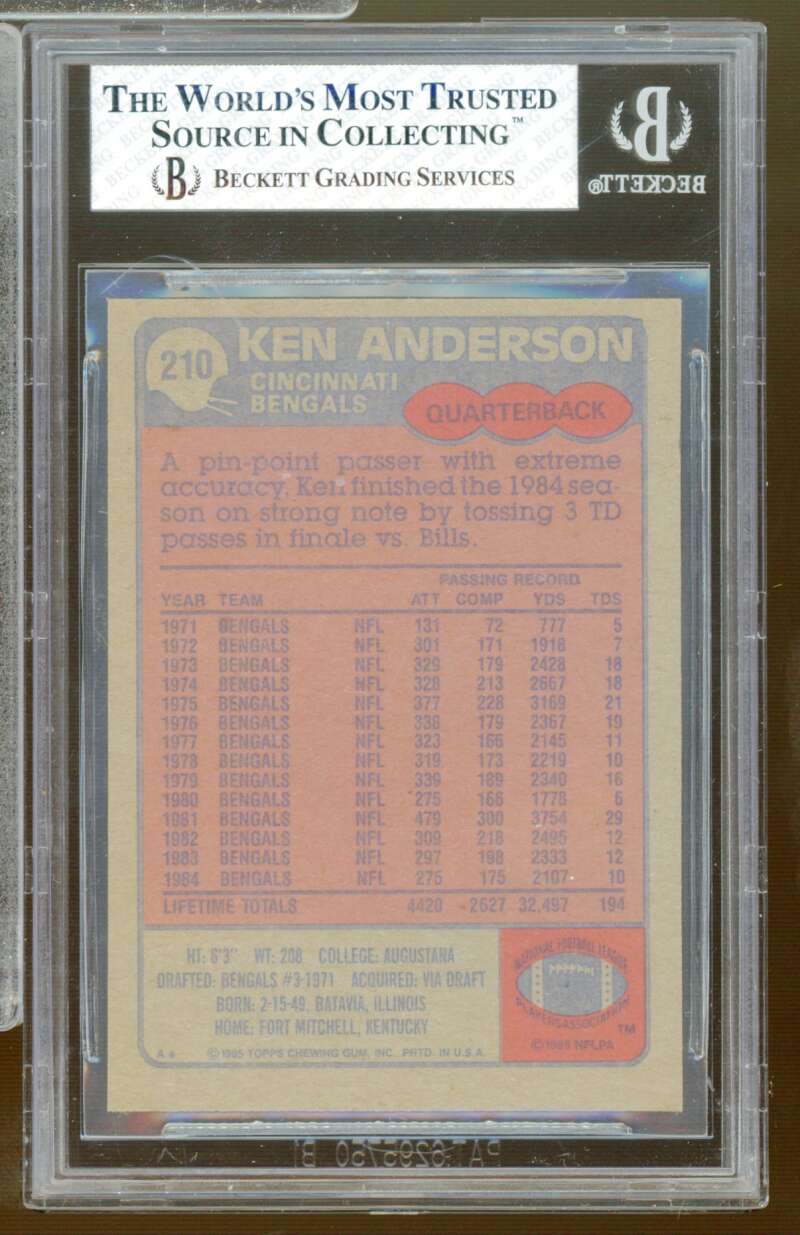 THE WORLD'S MOST TRUSTED
SOURCE IN COLLECTING™
B BECKETT GRADING SERVICES
B
BECKETT®
210
KEN ANDERSON
CINCINNATI
BENGALS
QUARTERBACK
A pin-point passer with extreme
accuracy, Ken finished the 1984 sea-
son on strong note by tossing 3 TD
passes in finale vs. Bills.
PASSING RECORD
YEAR TEAM ATT COMP YDS TDS
1971 BENGALS NFL 131 72 777 5
1972 BENGALS NFL 301 171 1918 7
1973 BENGALS NFL 329 179 2428 18
1974 BENGALS NFL 328 213 2667 18
1975 BENGALS NFL 377 228 3169 21
1976 BENGALS NFL 338 179 2367 19
1977 BENGALS NFL 323 166 2145 11
1978 BENGALS NFL 319 173 2219 10
1979 BENGALS NFL 339 189 2340 16
1980 BENGALS NFL 275 166 1778 6
1981 BENGALS NFL 479 300 3754 29
1982 BENGALS NFL 309 218 2495 12
1983 BENGALS NFL 297 198 2333 12
1984 BENGALS NFL 275 175 2107 10
LIFETIME TOTALS 4420 2627 32,497 194
HT: 6'3" WT: 208 COLLEGE: AUGUSTANA
DRAFTED: BENGALS #3-1971 ACQUIRED: VIA DRAFT
BORN: 2-15-49, BATAVIA, ILLINOIS
HOME: FORT MITCHELL, KENTUCKY
NATIONAL FOOTBALL LEAGUE
PLAYERS ASSOCIATION
TM
© 1985 NFLPA
© 1985 TOPPS CHEWING GUM, INC. PRTD. IN U.S.A.